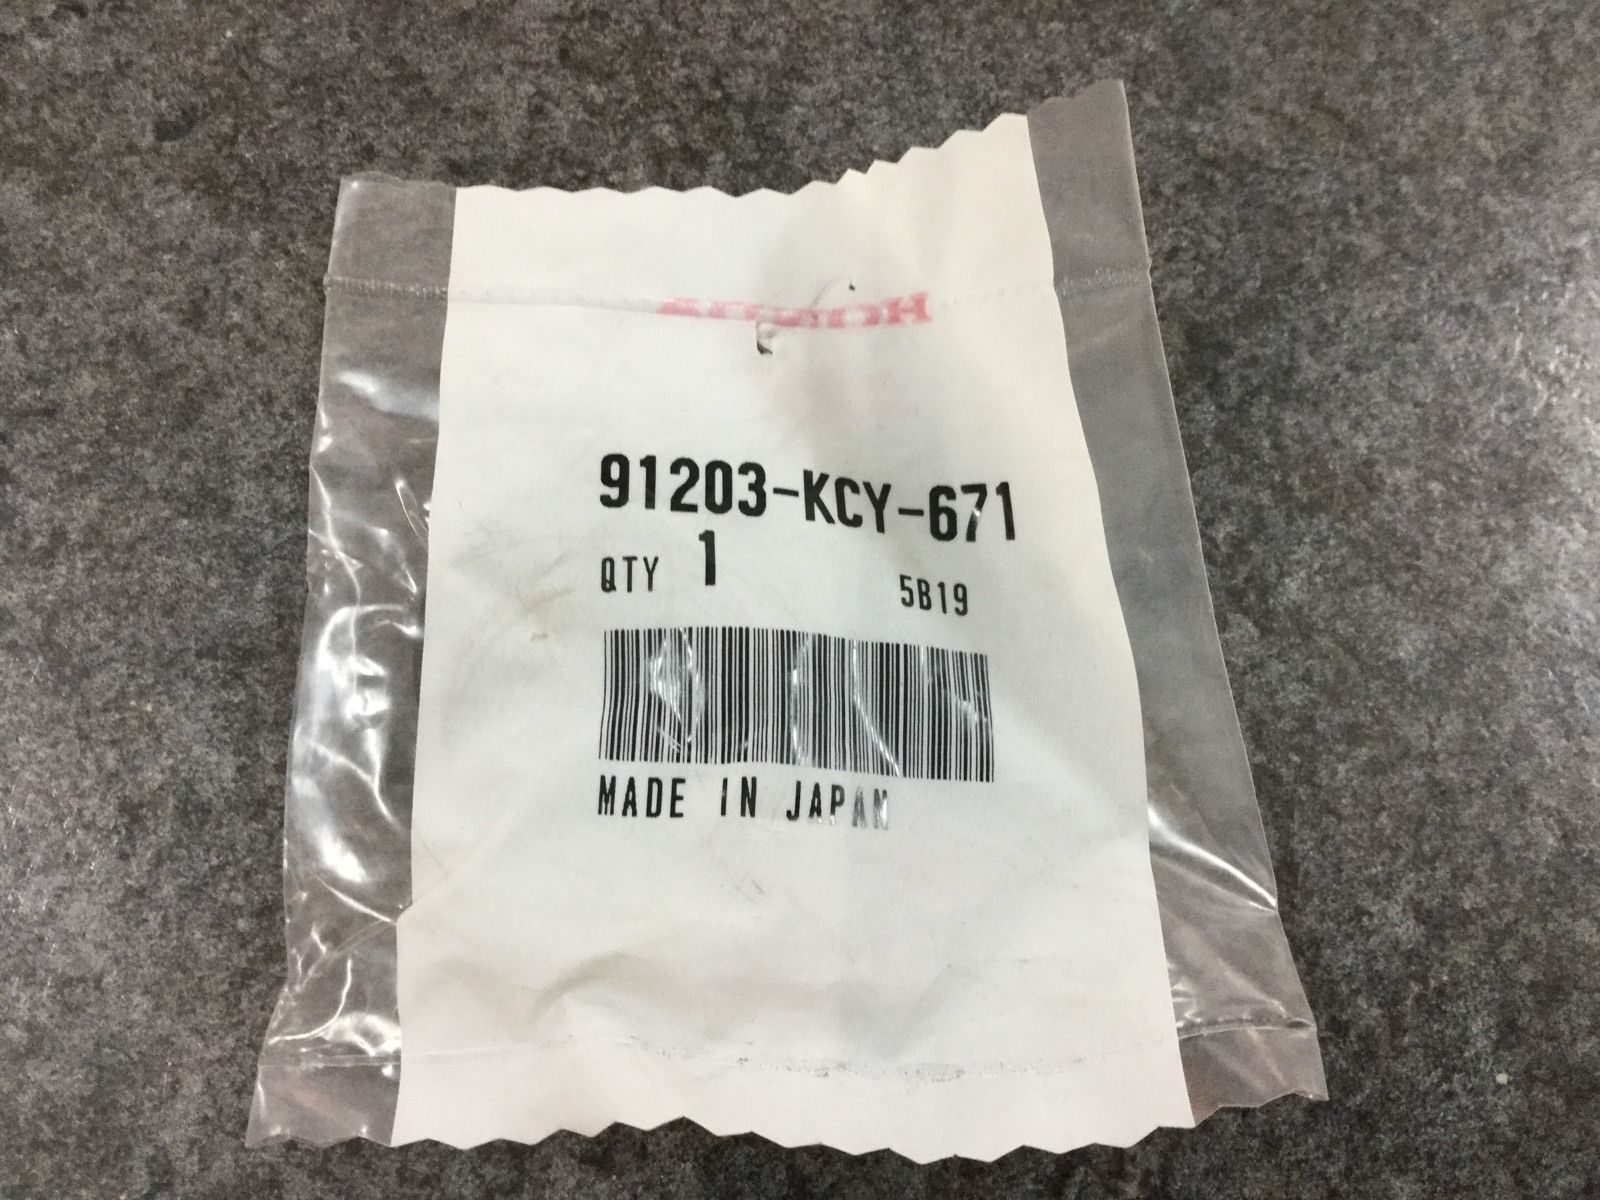 HONDA
91203-KCY-671
QTY 1 5B19
MADE IN JAPAN